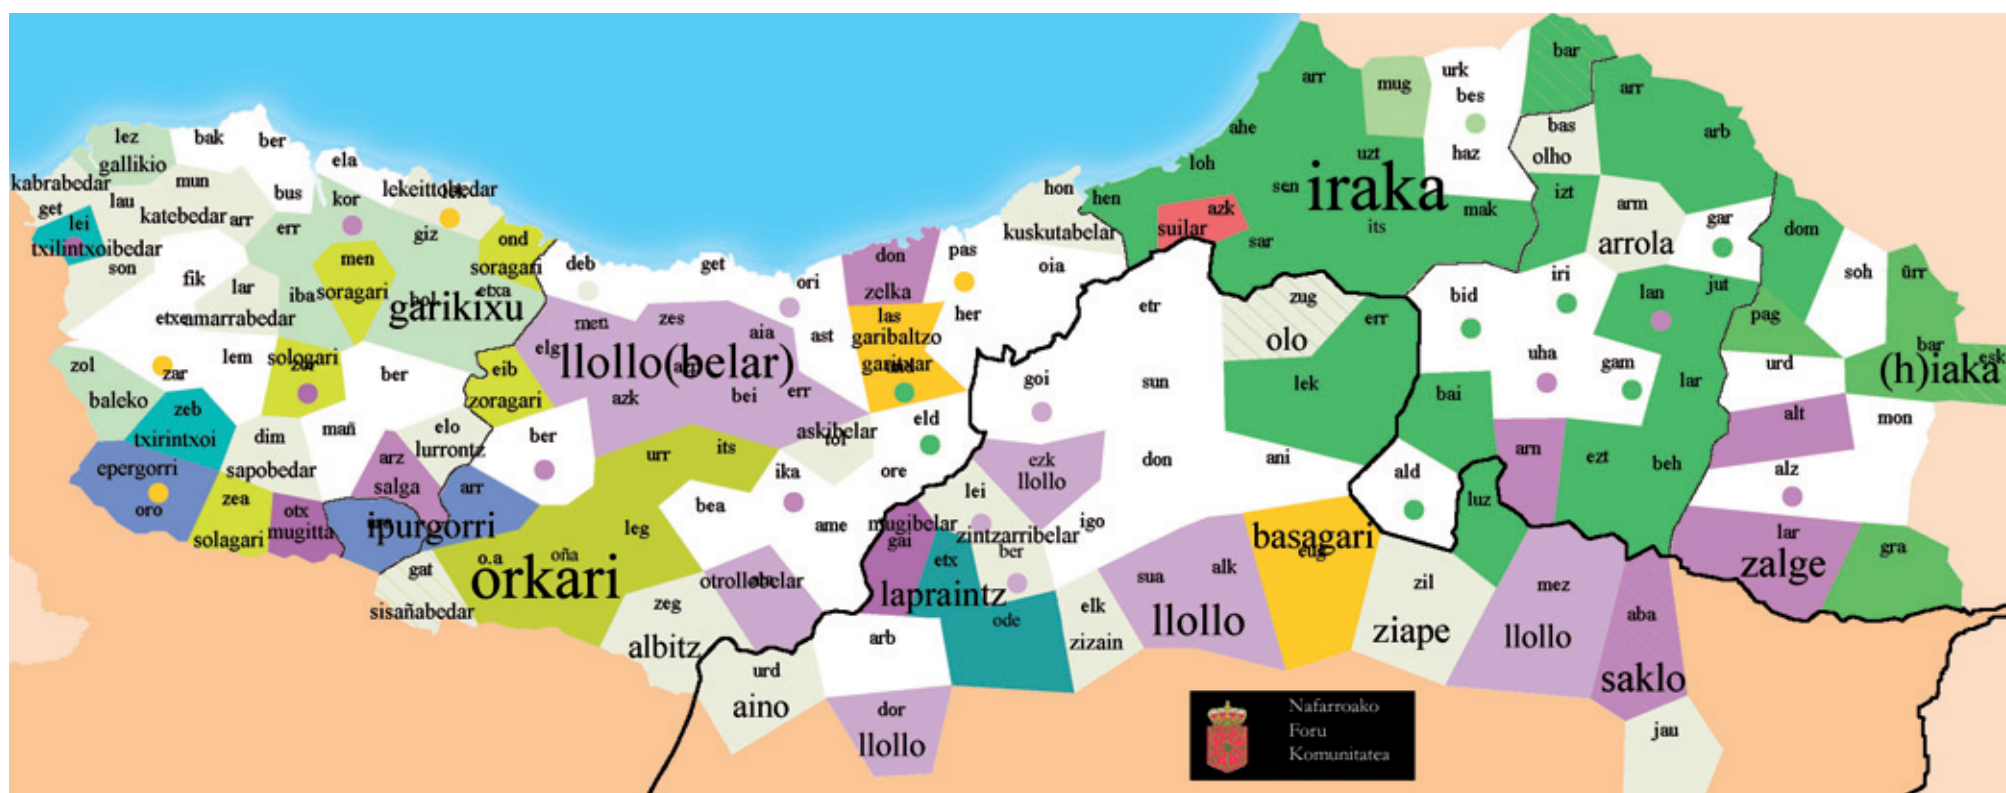 bar
arr
mug
urk
bes
arr
arb
ahe
bas
lez
bak
ber
gallikio
ela
loh
uzt
haz
olho
kabrabedar
mun
bus
kor
lekeittobedar
hon
hen
sen
iraka
izt
get
lau
katebedar
arr
err
giz
azk
mak
arm
gar
lei
ond
kuskutabelar
suilar
its
arrola
dom
txilintxoibedar
men
don
pas
sar
son
soragari
deb
get
oia
iri
soh
ürr
fik
lar
iba
soragari
etxa
ori
zelka
etr
zug
bid
lan
jut
etxe
amarrabedar
garikixu
men
zes
aia
ast
las
her
olo
err
pag
garibaltzo
bar
lem
sologari
elg
llollo(belar)
garitxar
uha
gam
urd
(h)iaka
esk
zol
zar
ber
eib
goi
sun
lek
lar
baleko
zeb
zoragari
azk
bei
err
bai
alt
mon
txirintxoi
dim
mañ
elo
ber
askibelar
eld
lurrontz
urr
its
tol
epergorri
sapobedar
arz
ezk
don
ani
arn
ezt
beh
alz
salga
arr
ika
ore
llollo
ald
luz
oro
zea
otx
lei
solagari
mugitta
ipurgorri
leg
bea
ame
mugibelar
gai
zintzarribelar
igo
basagari
eug
lar
gra
gat
o.a
oña
etx
ber
zalge
orkari
otrollobelar
lapraintz
sua
alk
zil
mez
sisañabedar
zeg
ode
elk
llollo
ziape
llollo
aba
albitz
arb
zizain
urd
saklo
aino
dor
Nafarroako
jau
llollo
Foru
Komunitatea